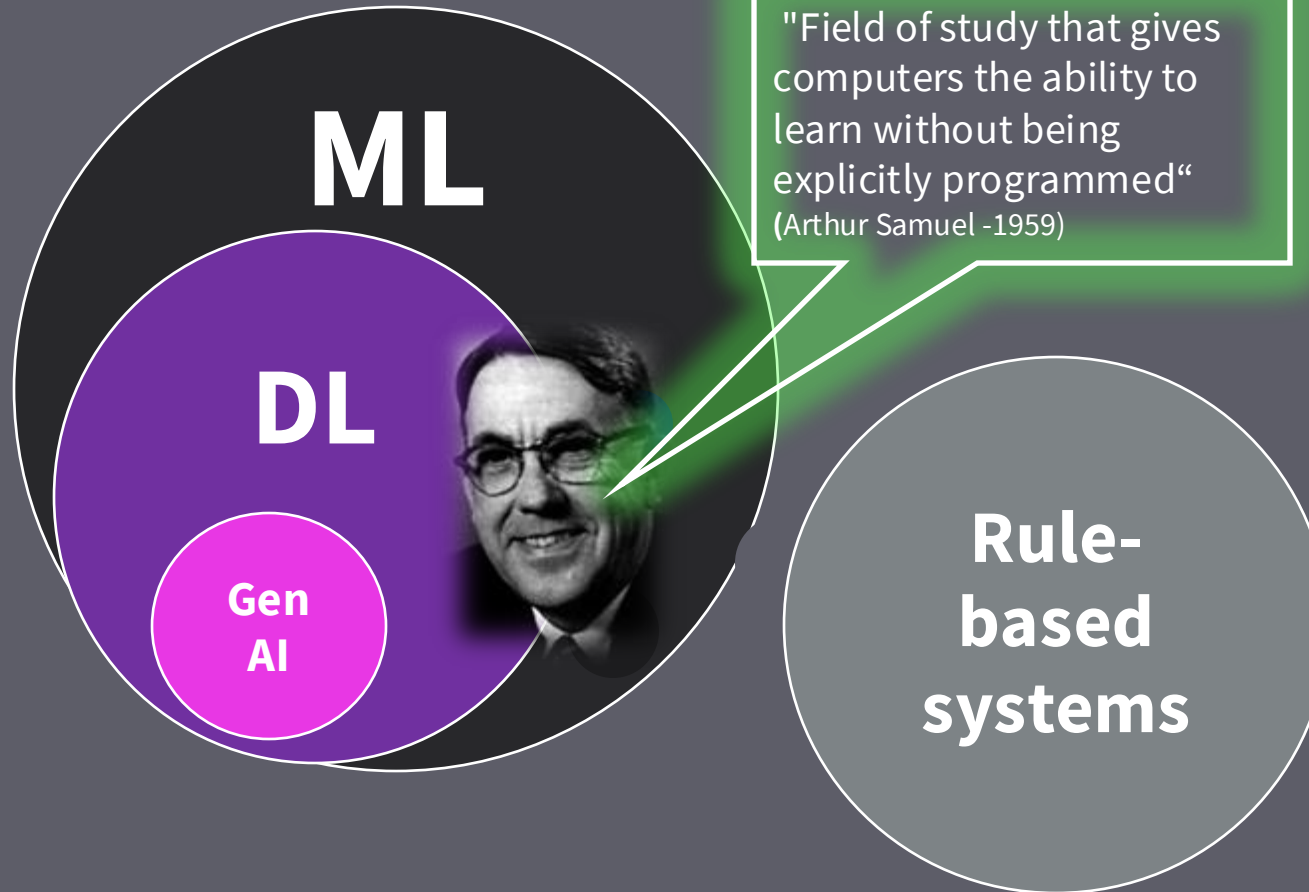 ML
"Field of study that gives
computers the ability to
learn without being
explicitly programmed“
(Arthur Samuel -1959)
DL
Gen
AI
Rule-
based
systems